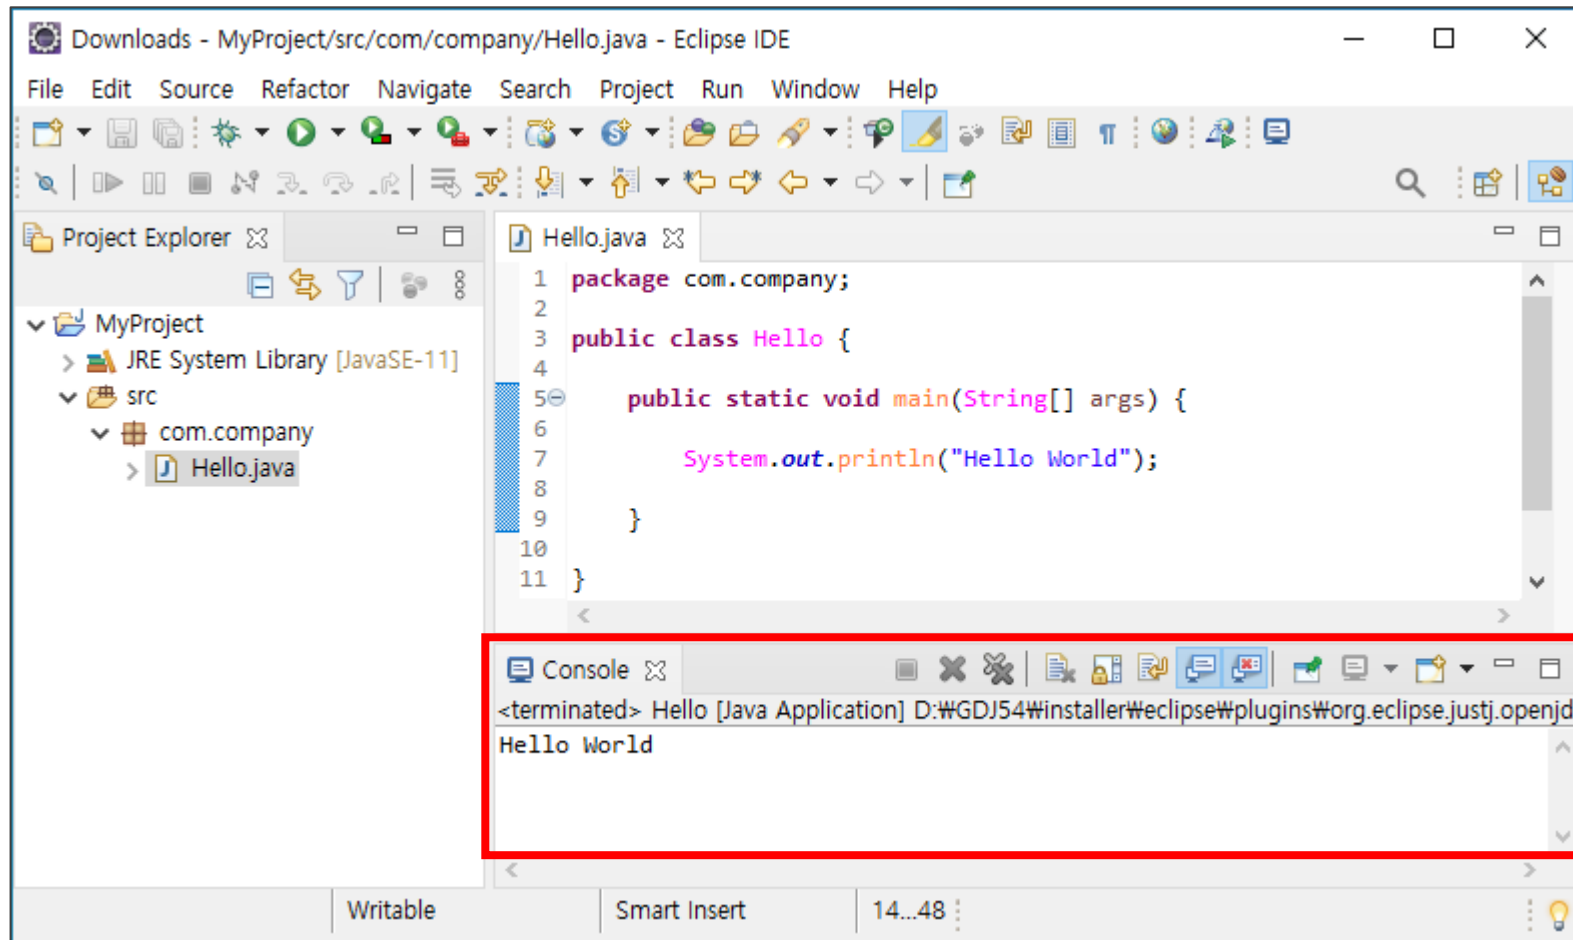 Downloads - MyProject/src/com/company/Hello.java - Eclipse IDE
File Edit Source Refactor Navigate Search Project Run Window Help
Project Explorer
MyProject
JRE System Library [JavaSE-11]
src
com.company
Hello.java
Hello.java
1 package com.company;
2
3 public class Hello {
4
5 public static void main(String[] args) {
6
7 System.out.println("Hello World");
8
9 }
10
11 }
Console
<terminated> Hello [Java Application] D:₩GDJ54₩installer₩eclipse₩plugins₩org.eclipse.justj.openjd
Hello World
Writable Smart Insert 14...48